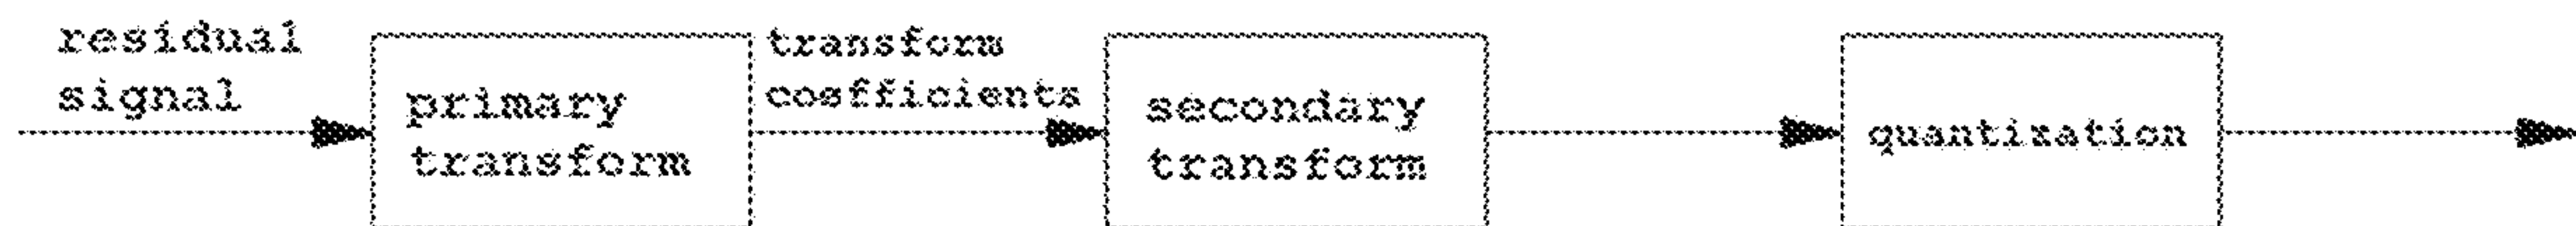 residual
signal
primary
transform
transform
coefficients
secondary
transform
quantization